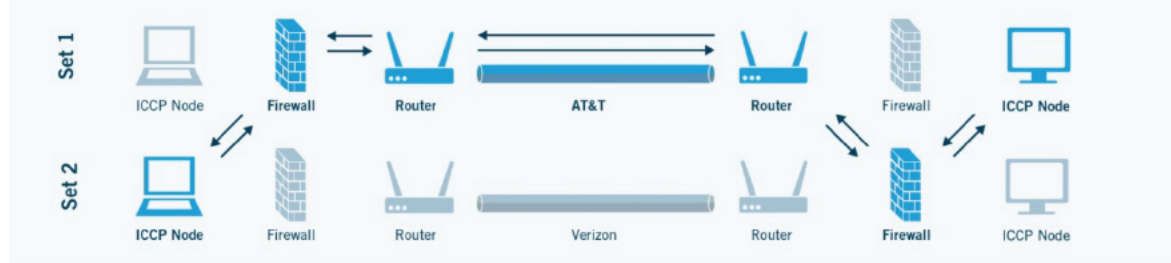 Set 1
ICCP Node Firewall Router AT&T Router Firewall ICCP Node
Set 2
ICCP Node Firewall Router Verizon Router Firewall ICCP Node